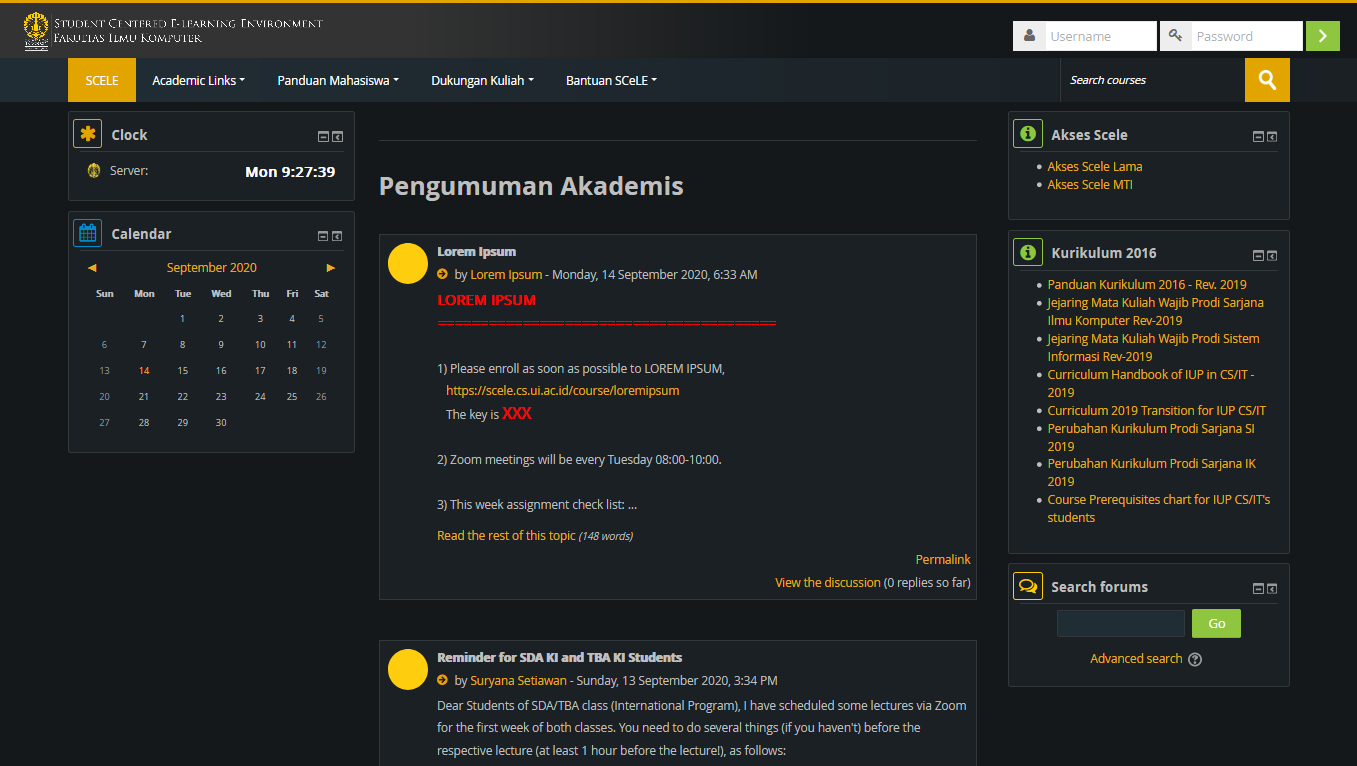 Student Centered E-Learning Environment
Fakultas Ilmu Komputer
Username
Password
SCELE
Academic Links
Panduan Mahasiswa
Dukungan Kuliah
Bantuan SCeLE
Search courses
Clock
Server:
Mon 9:27:39
Calendar
September 2020
Sun Mon Tue Wed Thu Fri Sat
1 2 3 4 5
6 7 8 9 10 11 12
13 14 15 16 17 18 19
20 21 22 23 24 25 26
27 28 29 30
Pengumuman Akademis
Lorem Ipsum
by Lorem Ipsum - Monday, 14 September 2020, 6:33 AM
LOREM IPSUM
========================================
1) Please enroll as soon as possible to LOREM IPSUM,
https://scele.cs.ui.ac.id/course/loremipsum
The key is XXX
2) Zoom meetings will be every Tuesday 08:00-10:00.
3) This week assignment check list: ...
Read the rest of this topic (148 words)
Permalink
View the discussion (0 replies so far)
Reminder for SDA KI and TBA KI Students
by Suryana Setiawan - Sunday, 13 September 2020, 3:34 PM
Dear Students of SDA/TBA class (International Program), I have scheduled some lectures via Zoom
for the first week of both classes. You need to do several things (if you haven't) before the
respective lecture (at least 1 hour before the lecture!), as follows:
Akses Scele
Akses Scele Lama
Akses Scele MTI
Kurikulum 2016
Panduan Kurikulum 2016 - Rev. 2019
Jejaring Mata Kuliah Wajib Prodi Sarjana
Ilmu Komputer Rev-2019
Jejaring Mata Kuliah Wajib Prodi Sistem
Informasi Rev-2019
Curriculum Handbook of IUP in CS/IT -
2019
Curriculum 2019 Transition for IUP CS/IT
Perubahan Kurikulum Prodi Sarjana SI
2019
Perubahan Kurikulum Prodi Sarjana IK
2019
Course Prerequisites chart for IUP CS/IT's
students
Search forums
Go
Advanced search